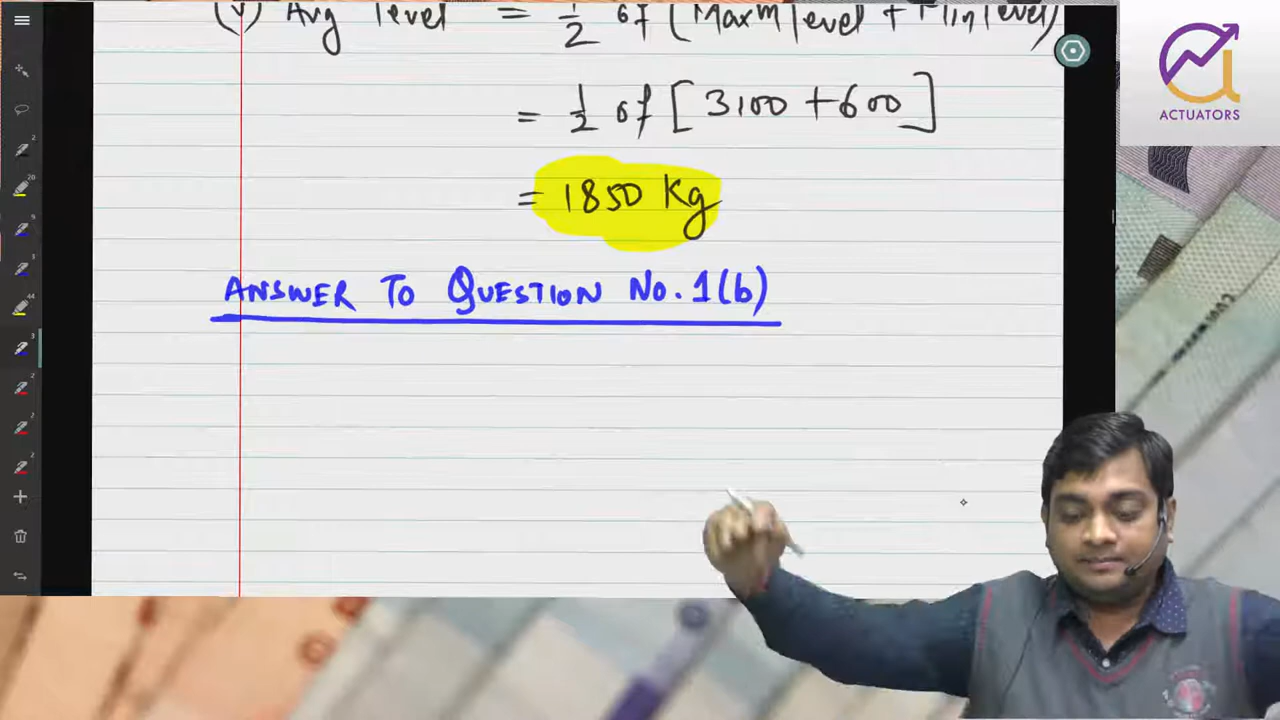 (v) Avg level = 1/2 of (Maxm level + Min level)
= 1/2 of [3100 + 600]
= 1850 Kg
ANSWER TO QUESTION NO. 1(b)
ACTUATORS